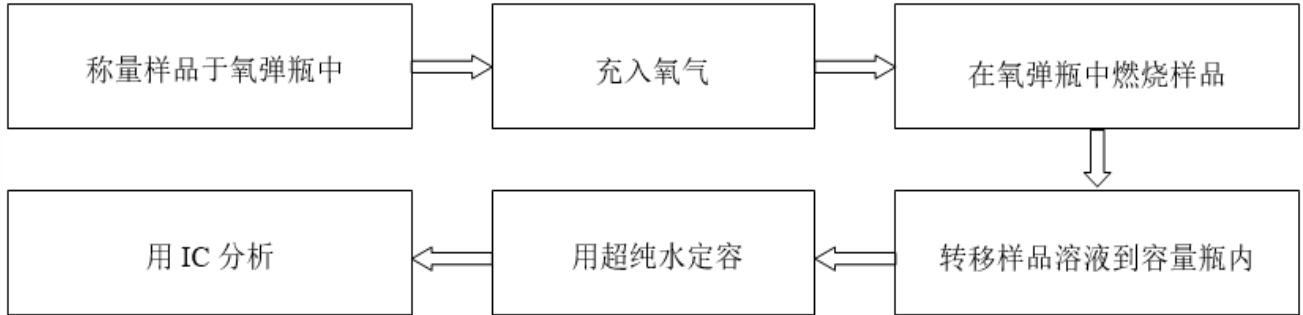 称量样品于氧弹瓶中
充入氧气
在氧弹瓶中燃烧样品
转移样品溶液到容量瓶内
用超纯水定容
用 IC 分析